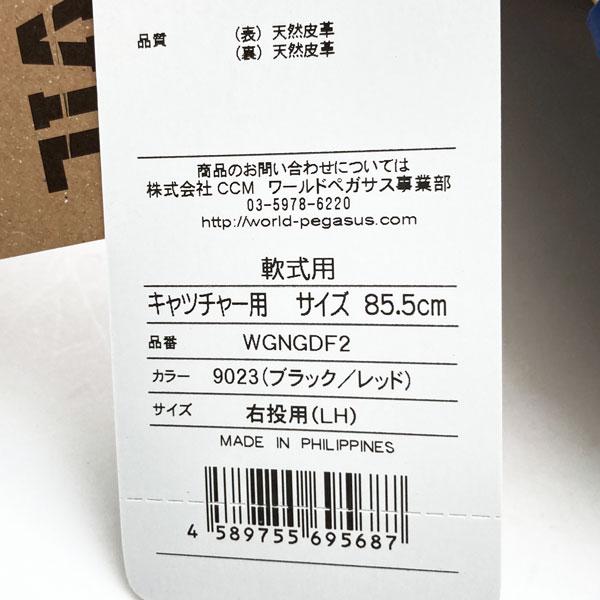 品質 (表) 天然皮革
(裏) 天然皮革
商品のお問い合わせについては
株式会社CCM ワールドペガサス事業部
03-5978-6220
http://world-pegasus.com
軟式用
キャツチャー用 サイズ 85.5cm
品番 WGNGDF2
カラー 9023(ブラック/レッド)
サイズ 右投用(LH)
MADE IN PHILIPPINES
4 589755 695687